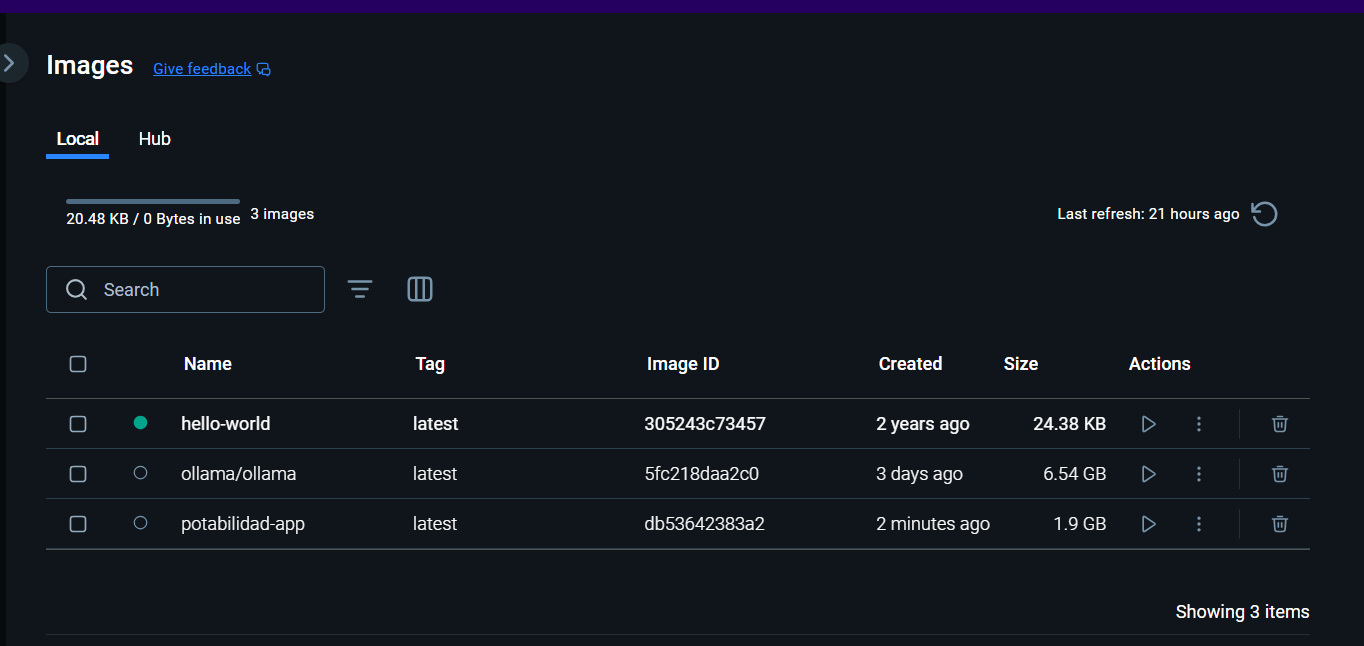 Images Give feedback
Local Hub
20.48 KB / 0 Bytes in use 3 images Last refresh: 21 hours ago
Search
Name Tag Image ID Created Size Actions
hello-world latest 305243c73457 2 years ago 24.38 KB
ollama/ollama latest 5fc218daa2c0 3 days ago 6.54 GB
potabilidad-app latest db53642383a2 2 minutes ago 1.9 GB
Showing 3 items